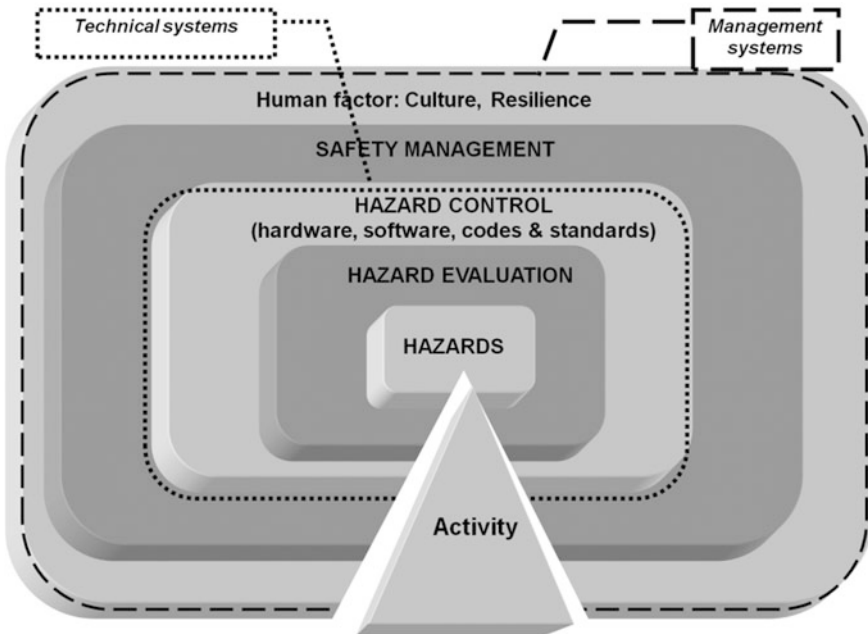 Technical systems
Management
systems
Human factor: Culture, Resilience
SAFETY MANAGEMENT
HAZARD CONTROL
(hardware, software, codes & standards)
HAZARD EVALUATION
HAZARDS
Activity